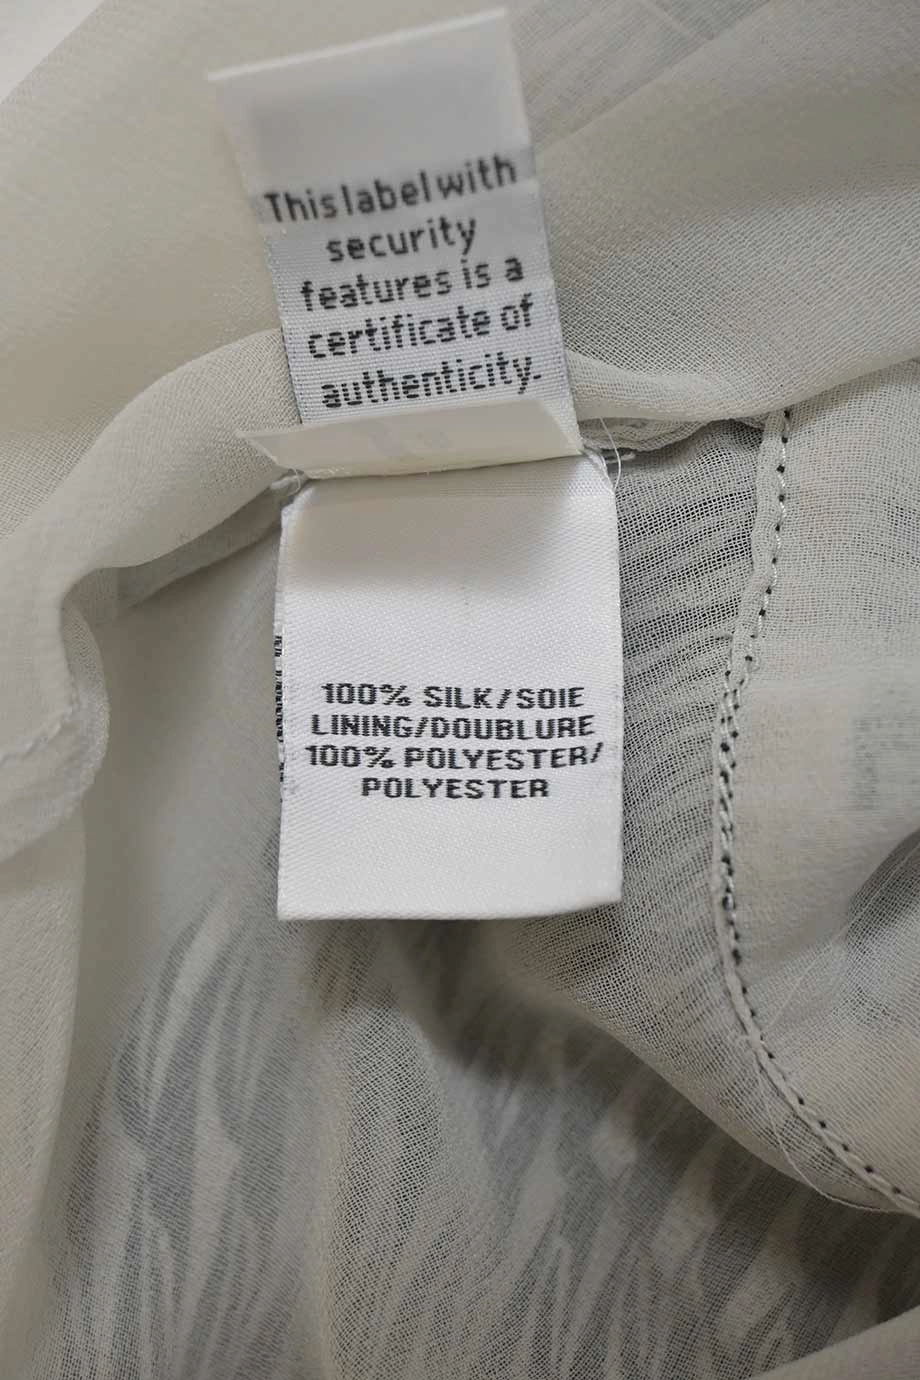 This label with
security
features is a
certificate of
authenticity.
100% SILK/SOIE
LINING/DOUBLURE
100% POLYESTER/
POLYESTER